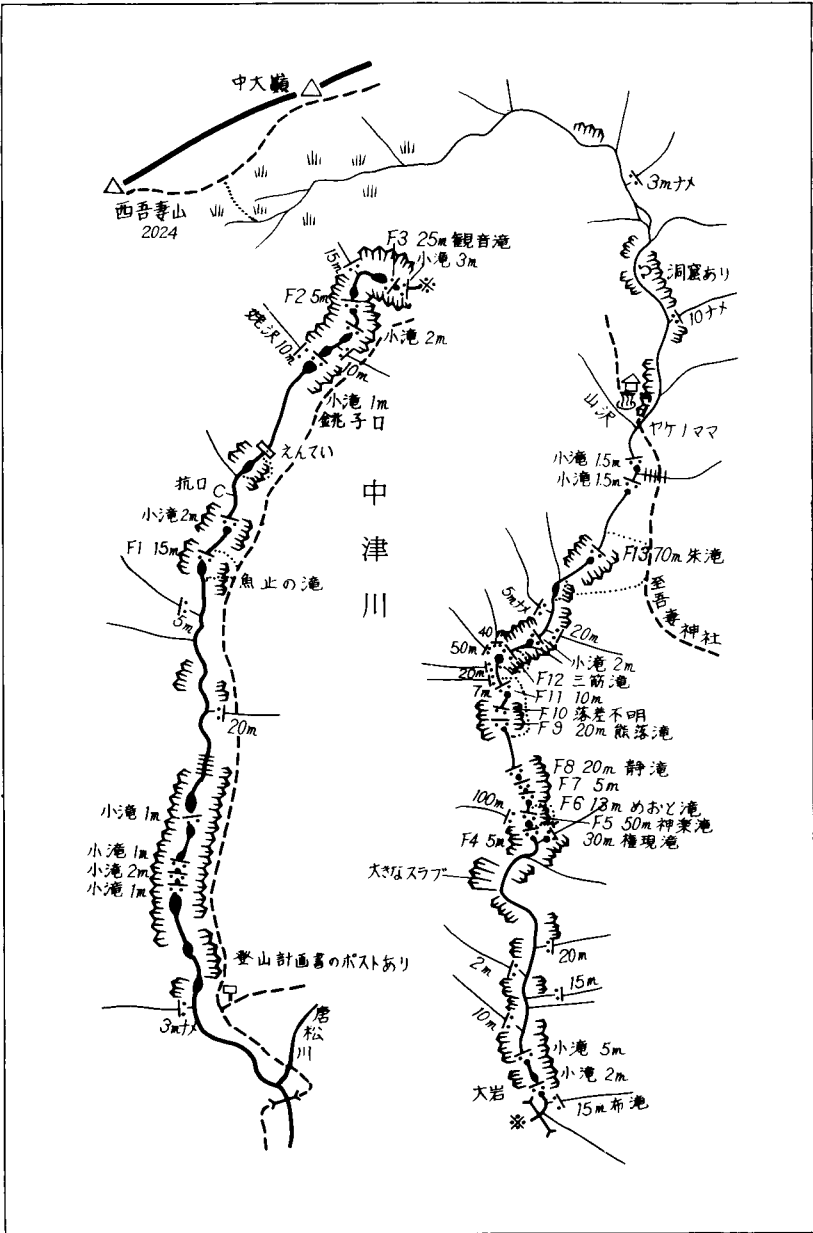 中大巓
西吾妻山
2024
3mナメ
F3 25m 観音滝
小滝 3m
※
15m
F2 5m
小滝 2m
10m
10m
小滝 1m
銚子口
えんてい
抗口
小滝2m
F1 15m
魚止の滝
5m
20m
小滝 1m
小滝 1m
小滝 2m
小滝 1m
登山計画書のポストあり
3mナメ
唐松川
中津川
洞窟あり
10ナメ
山沢
ヤケノママ
小滝 1.5m
小滝 1.5m
F13 70m 朱滝
至吾妻神社
5mナメ
20m
40
50m
20m
7m
小滝 2m
F12 三筋滝
F11 10m
F10 落差不明
F9 20m 熊落滝
F8 20m 静滝
F7 5m
F6 13m めおと滝
100m
F5 50m 神楽滝
F4 5m
30m 権現滝
大きなスラブ
20m
2m
15m
10m
小滝 5m
小滝 2m
大岩
15m 布滝
※